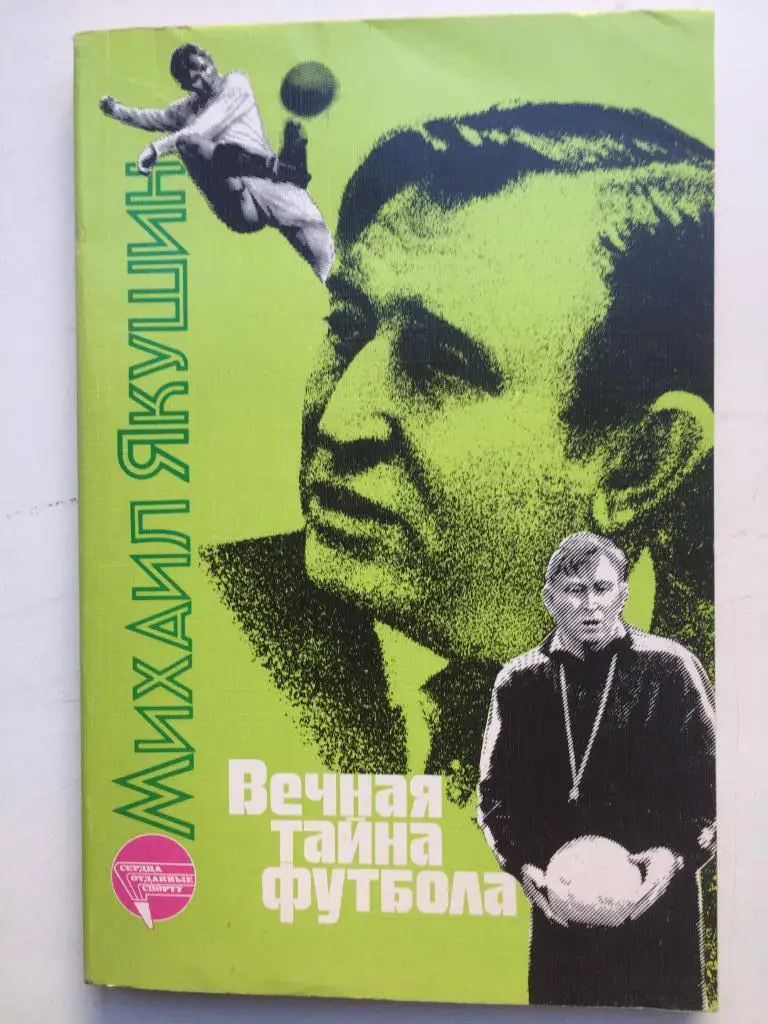 Михаил Якушин
Вечная
тайна
футбола
СЕРДЦА
ОТДАННЫЕ
СПОРТУ